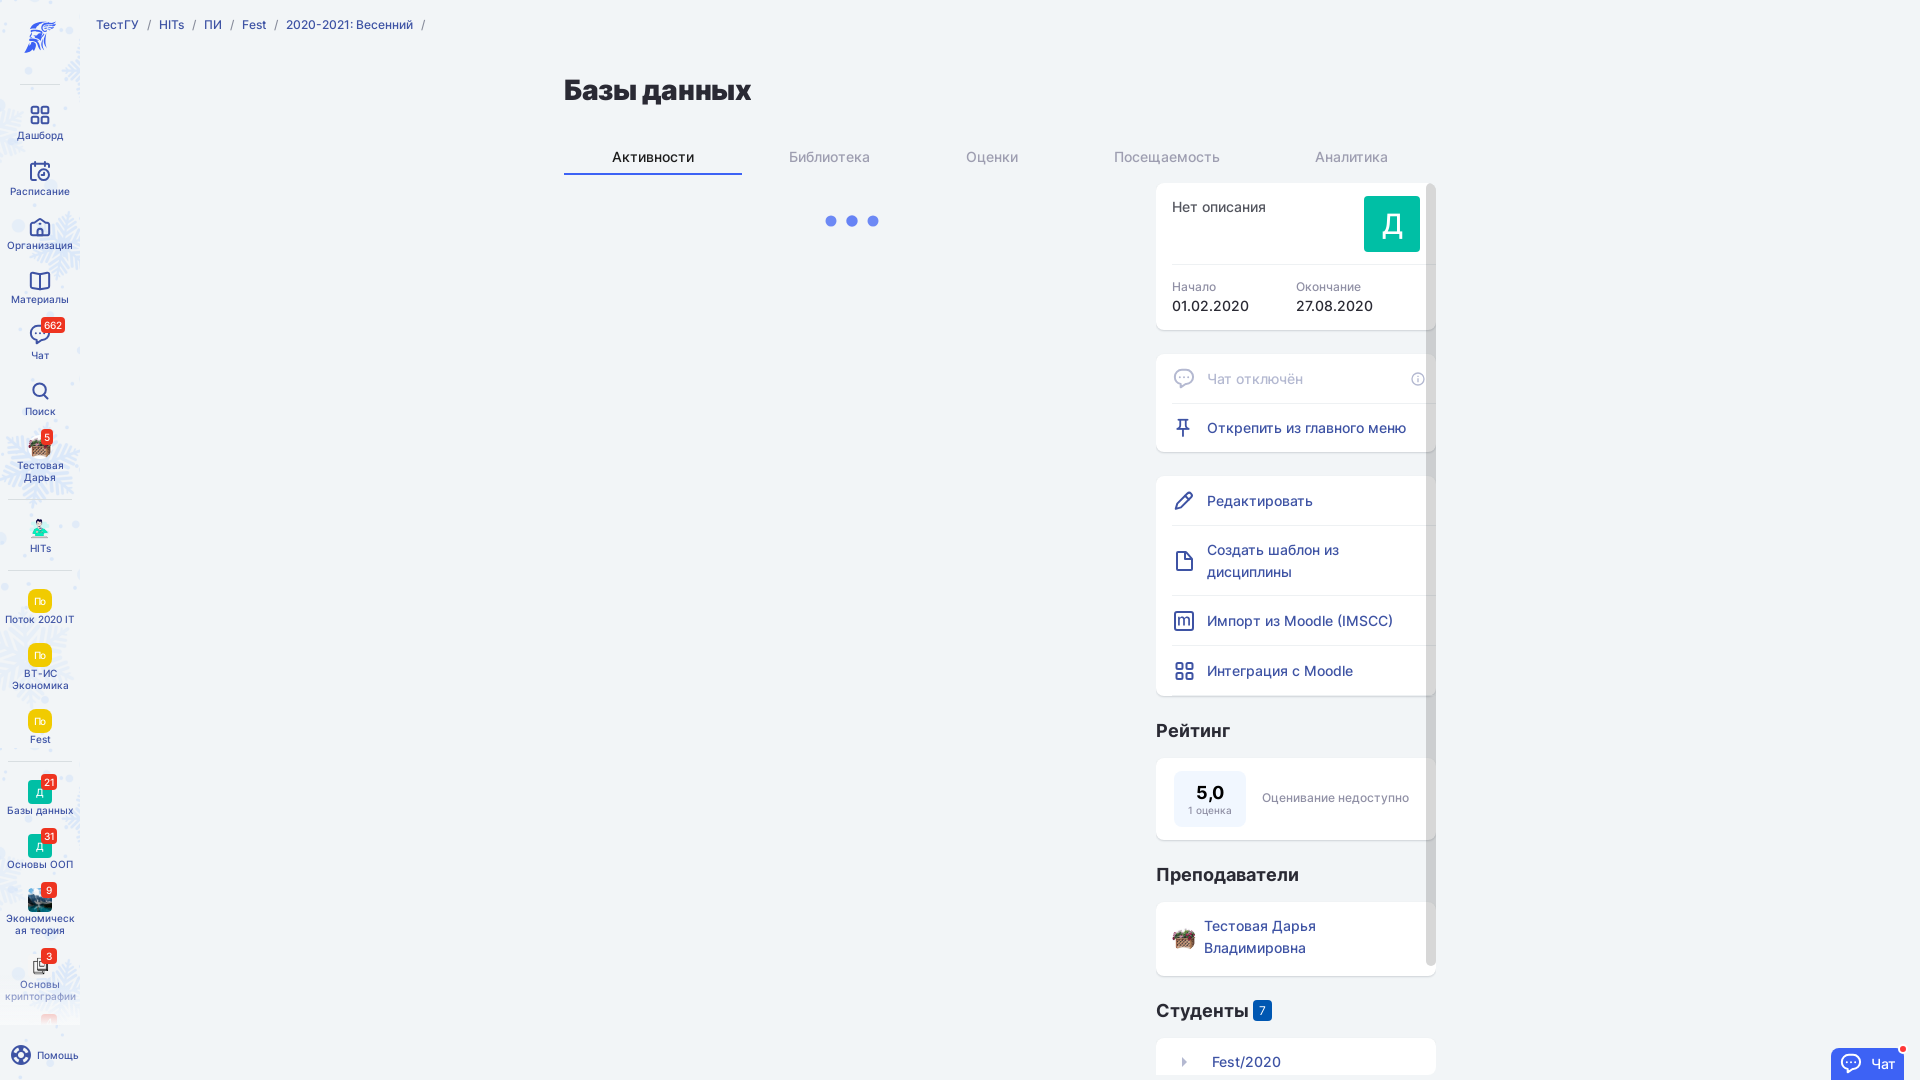 ТестГУ / HITs / ПИ / Fest / 2020-2021: Весенний /
Дашборд
Расписание
Организация
Материалы
662
Чат
Поиск
5
Тестовая
Дарья
HITs
По
Поток 2020 IT
По
ВТ-ИС
Экономика
По
Fest
21
Д
Базы данных
31
Д
Основы ООП
9
Экономическ
ая теория
3
Основы
криптографии
Помощь
Базы данных
Активности
Библиотека
Оценки
Посещаемость
Аналитика
Нет описания
Д
Начало
Окончание
01.02.2020
27.08.2020
Чат отключён
Открепить из главного меню
Редактировать
Создать шаблон из
дисциплины
Импорт из Moodle (IMSCC)
Интеграция с Moodle
Рейтинг
5,0
1 оценка
Оценивание недоступно
Преподаватели
Тестовая Дарья
Владимировна
Студенты 7
Fest/2020
Чат